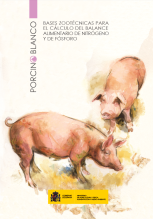 PORCINO BLANCO
BASES ZOOTÉCNICAS PARA
EL CÁLCULO DEL BALANCE
ALIMENTARIO DE NITRÓGENO
Y DE FÓSFORO